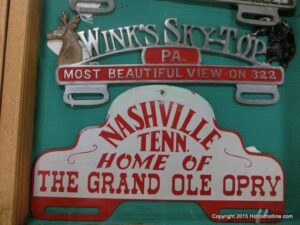 WINK'S SKY-TOP
PA.
MOST BEAUTIFUL VIEW ON 322
NASHVILLE
TENN.
HOME OF
THE GRAND OLE OPRY
Copyright 2015 Hotrodhotline.com